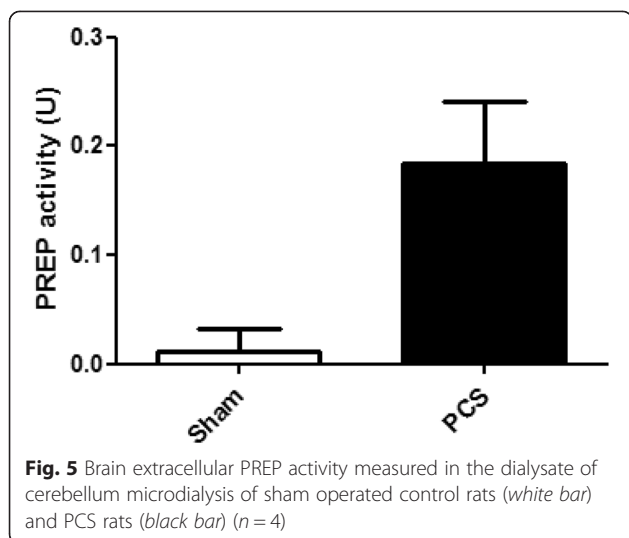 0.3
0.2
0.1
0.0
PREP activity (U)
Sham
PCS
Fig. 5 Brain extracellular PREP activity measured in the dialysate of
cerebellum microdialysis of sham operated control rats (white bar)
and PCS rats (black bar) (n = 4)